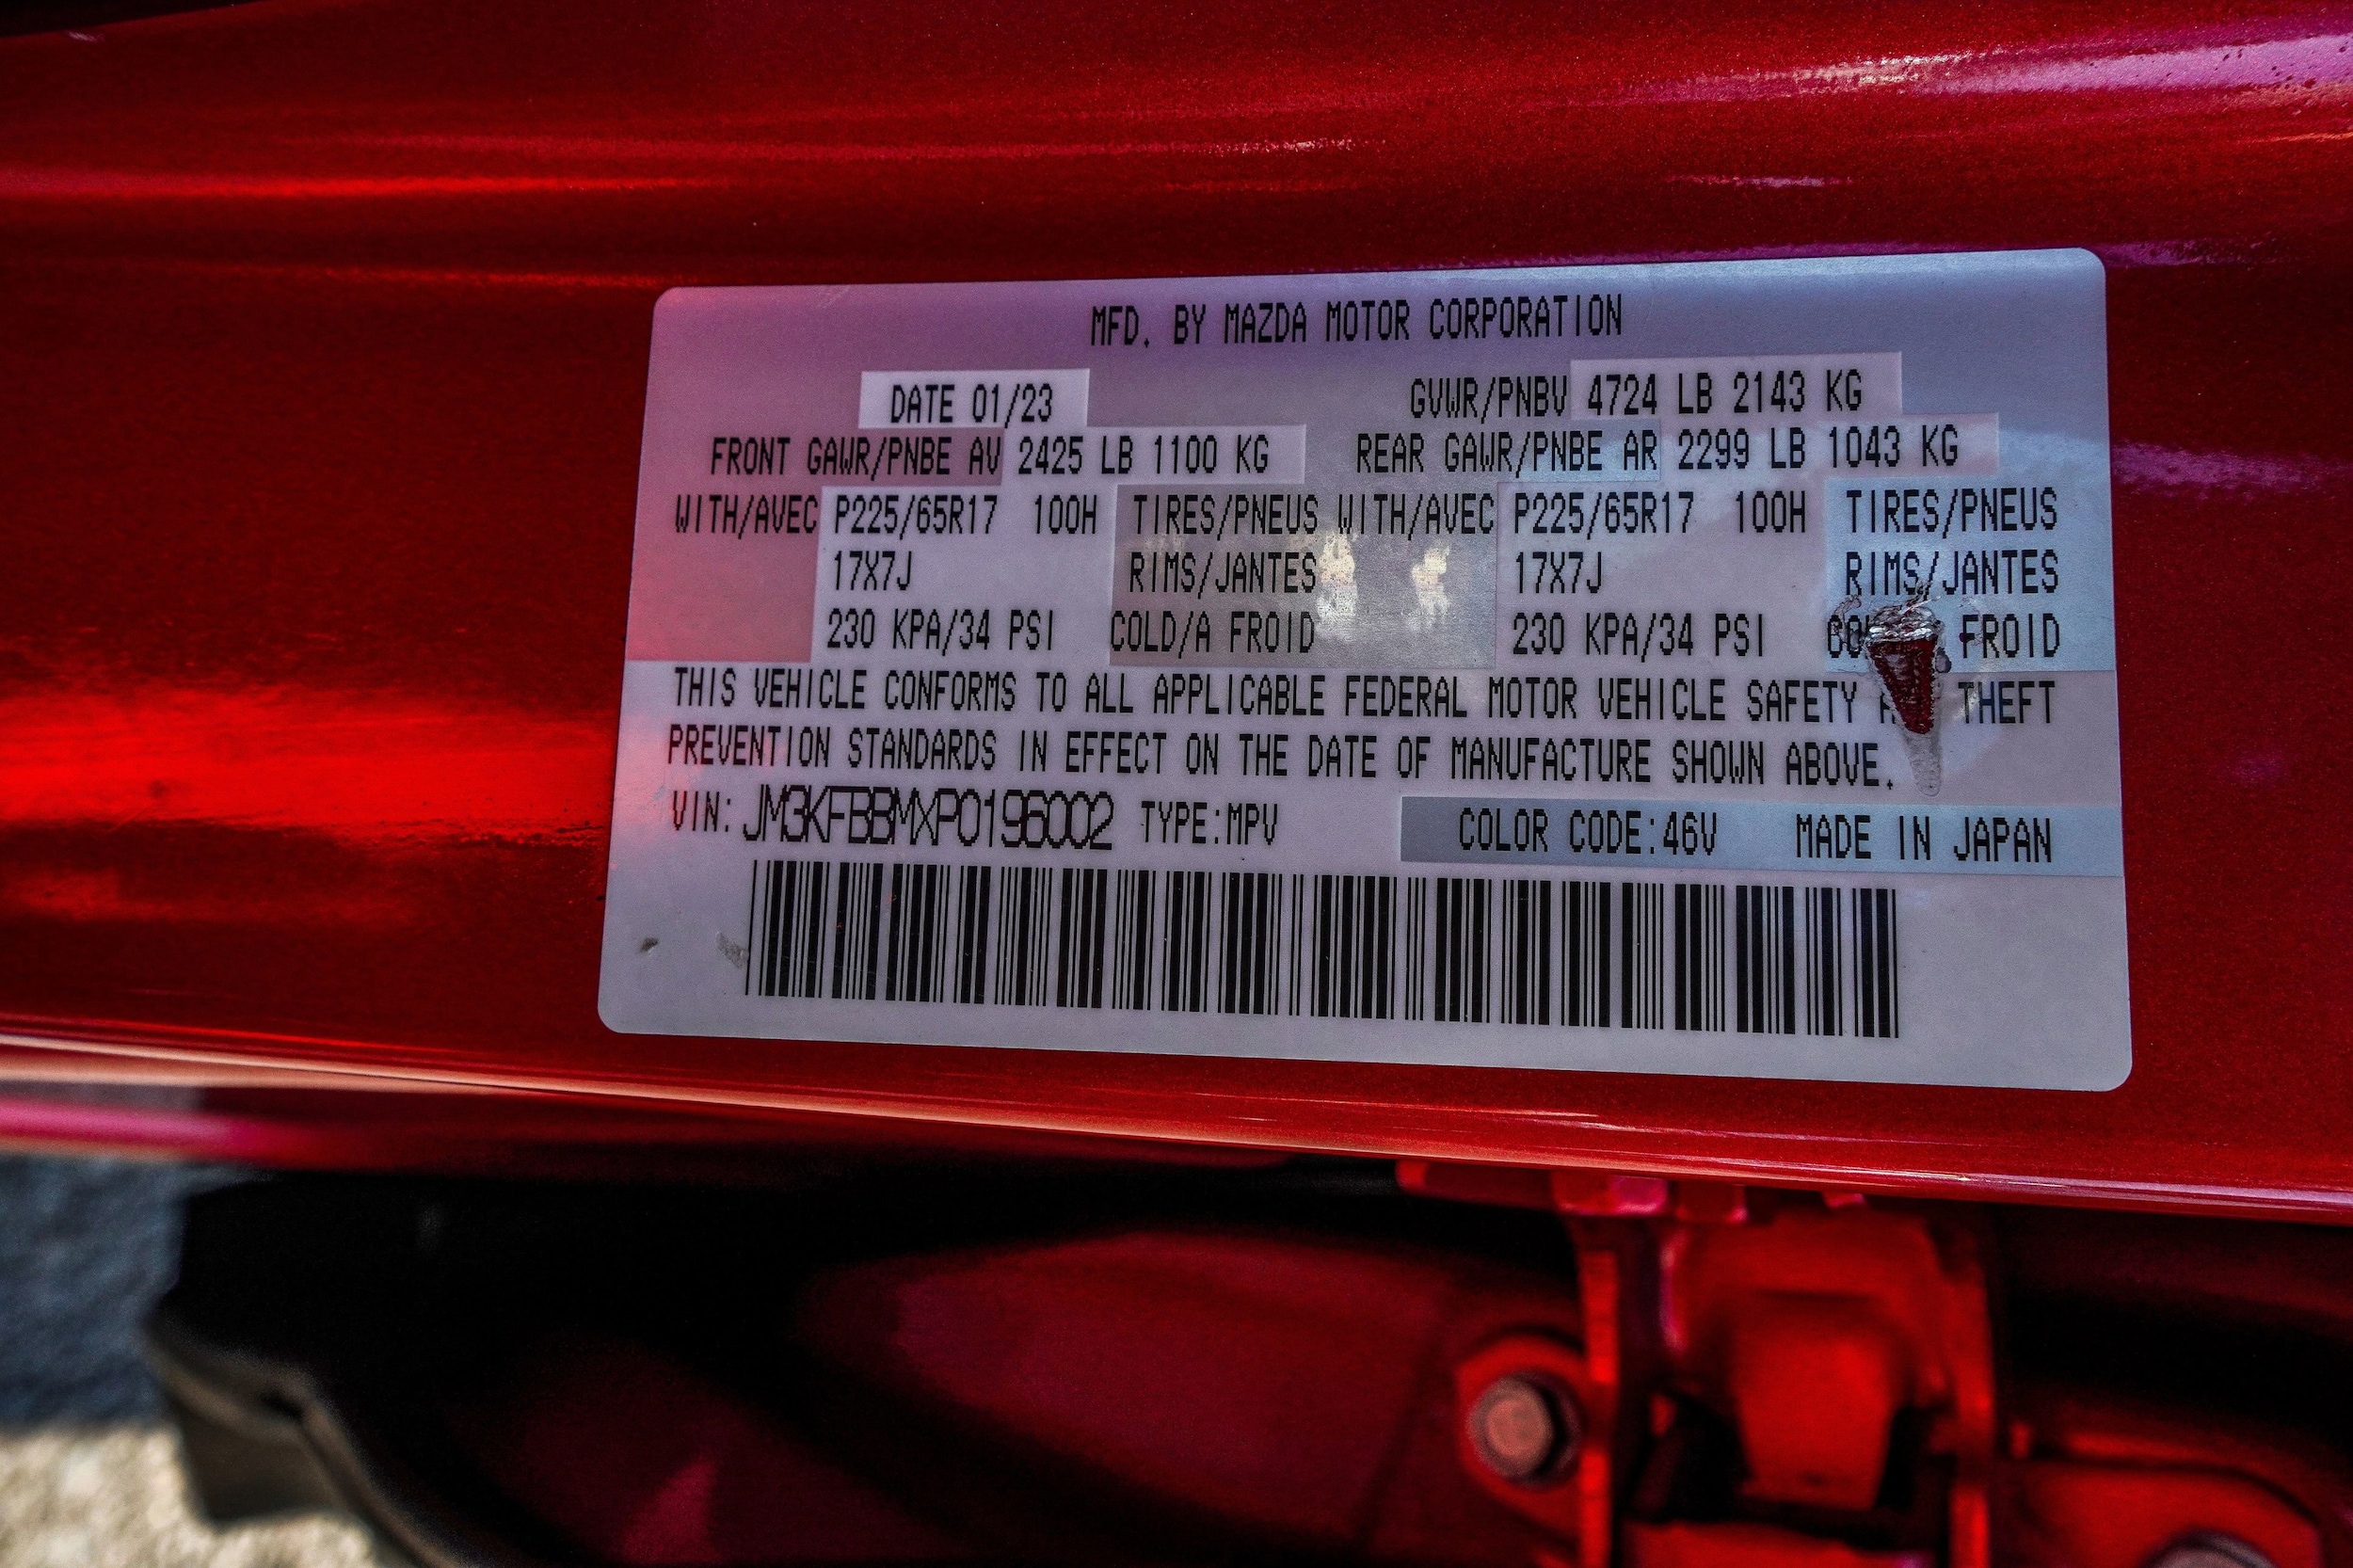 MFD. BY MAZDA MOTOR CORPORATION
DATE 01/23 GVWR/PNBV 4724 LB 2143 KG
FRONT GAWR/PNBE AV 2425 LB 1100 KG REAR GAWR/PNBE AR 2299 LB 1043 KG
WITH/AVEC P225/65R17 100H TIRES/PNEUS WITH/AVEC P225/65R17 100H TIRES/PNEUS
17X7J RIMS/JANTES 17X7J RIMS/JANTES
230 KPA/34 PSI COLD/A FROID 230 KPA/34 PSI FROID
THIS VEHICLE CONFORMS TO ALL APPLICABLE FEDERAL MOTOR VEHICLE SAFETY THEFT
PREVENTION STANDARDS IN EFFECT ON THE DATE OF MANUFACTURE SHOWN ABOVE.
VIN: JM3KFBBMXP0196002 TYPE:MPV COLOR CODE:46V MADE IN JAPAN